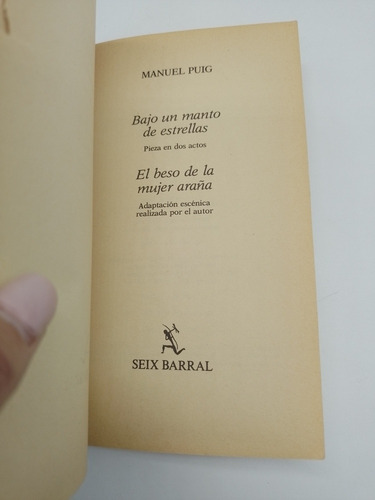 MANUEL PUIG
Bajo un manto
de estrellas
Pieza en dos actos
El beso de la
mujer araña
Adaptación escénica
realizada por el autor
SEIX BARRAL